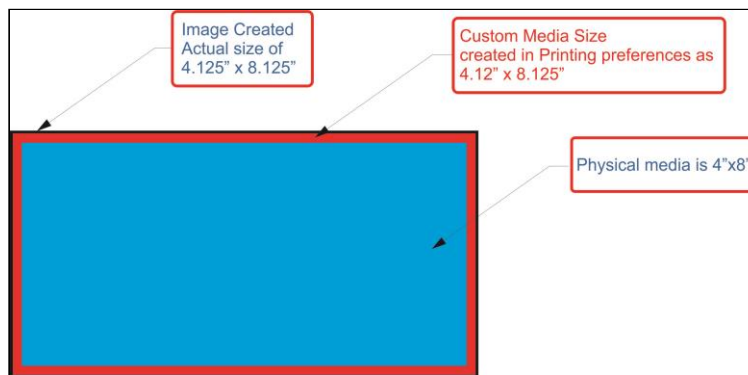 Image Created
Actual size of
4.125” x 8.125”
Custom Media Size
created in Printing preferences as
4.12” x 8.125”
Physical media is 4”x8”